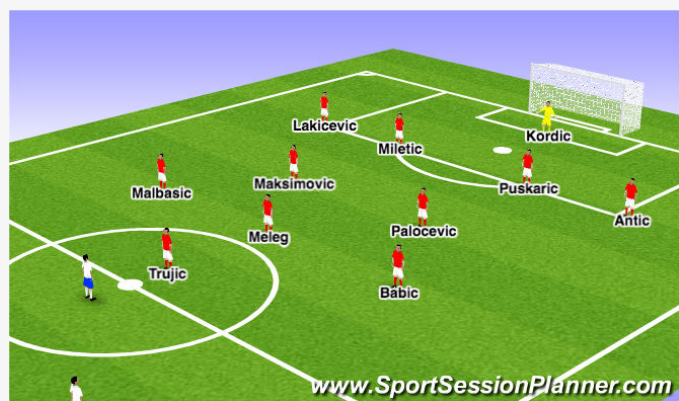 Lakicevic
Kordic
Miletic
Malbasic
Maksimovic
Puskaric
Antic
Meleg
Palocevic
Trujic
Babic
www.SportSessionPlanner.com